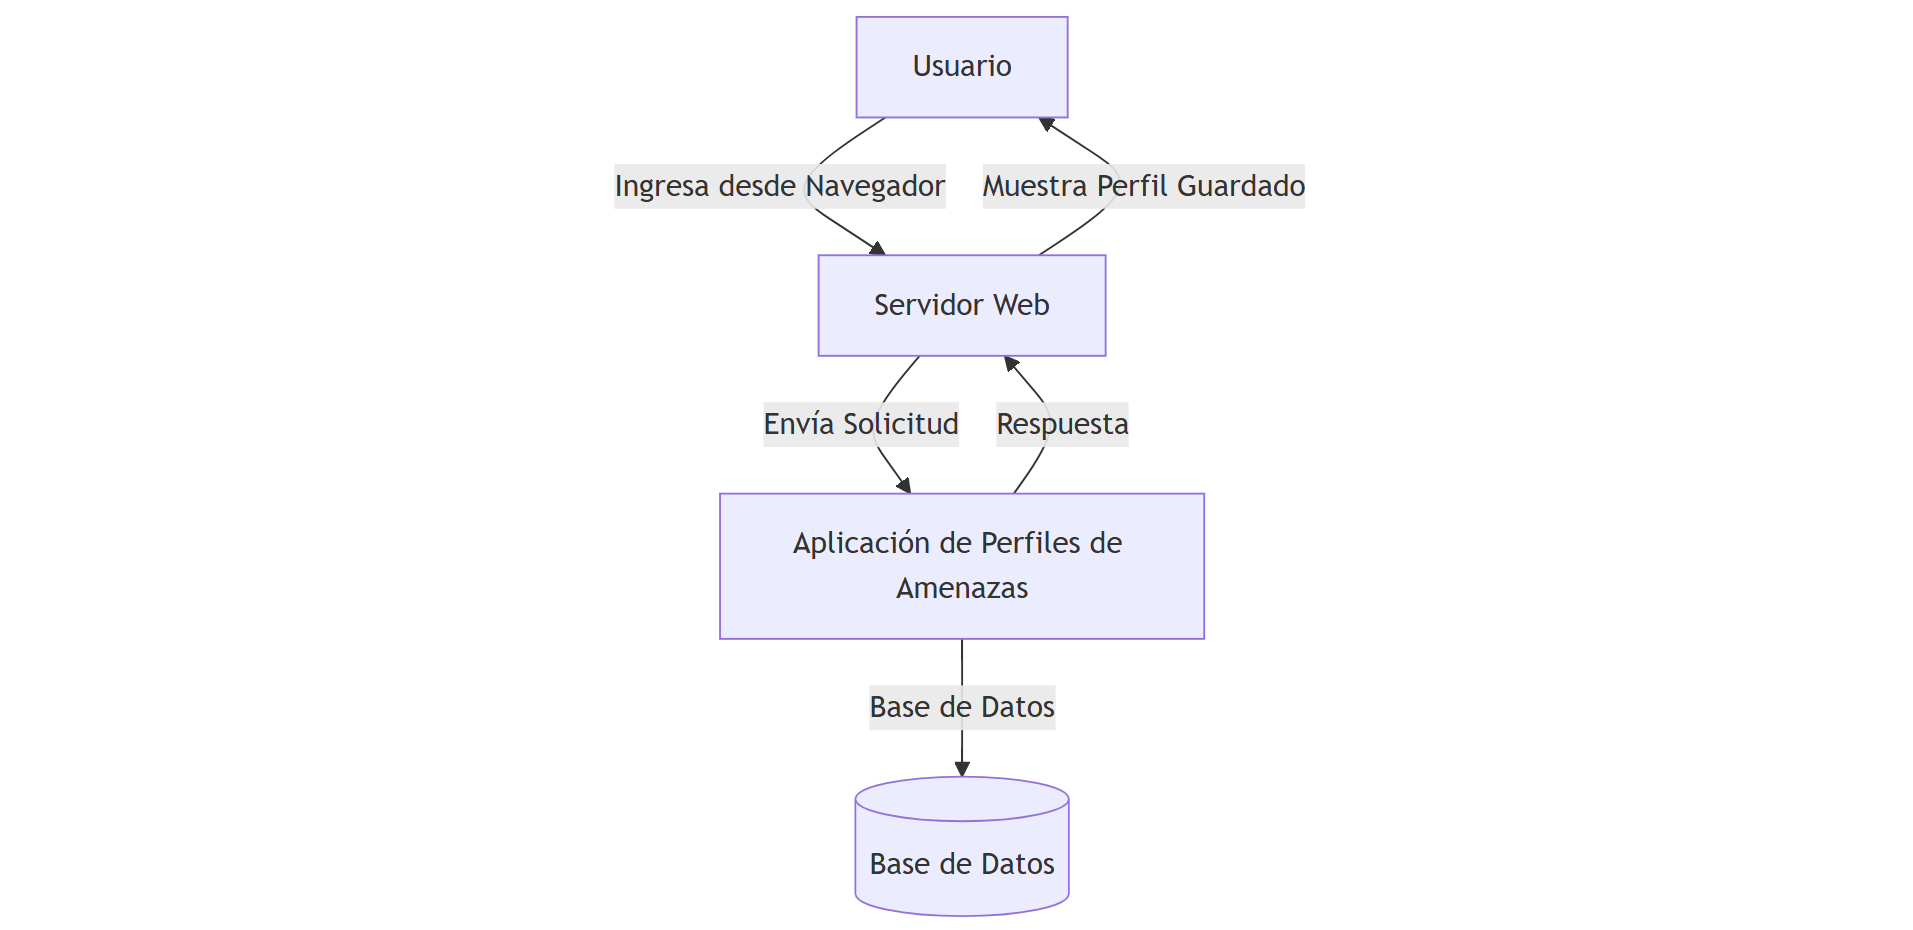 Usuario
Ingresa desde Navegador
Muestra Perfil Guardado
Servidor Web
Envía Solicitud
Respuesta
Aplicación de Perfiles de
Amenazas
Base de Datos
Base de Datos